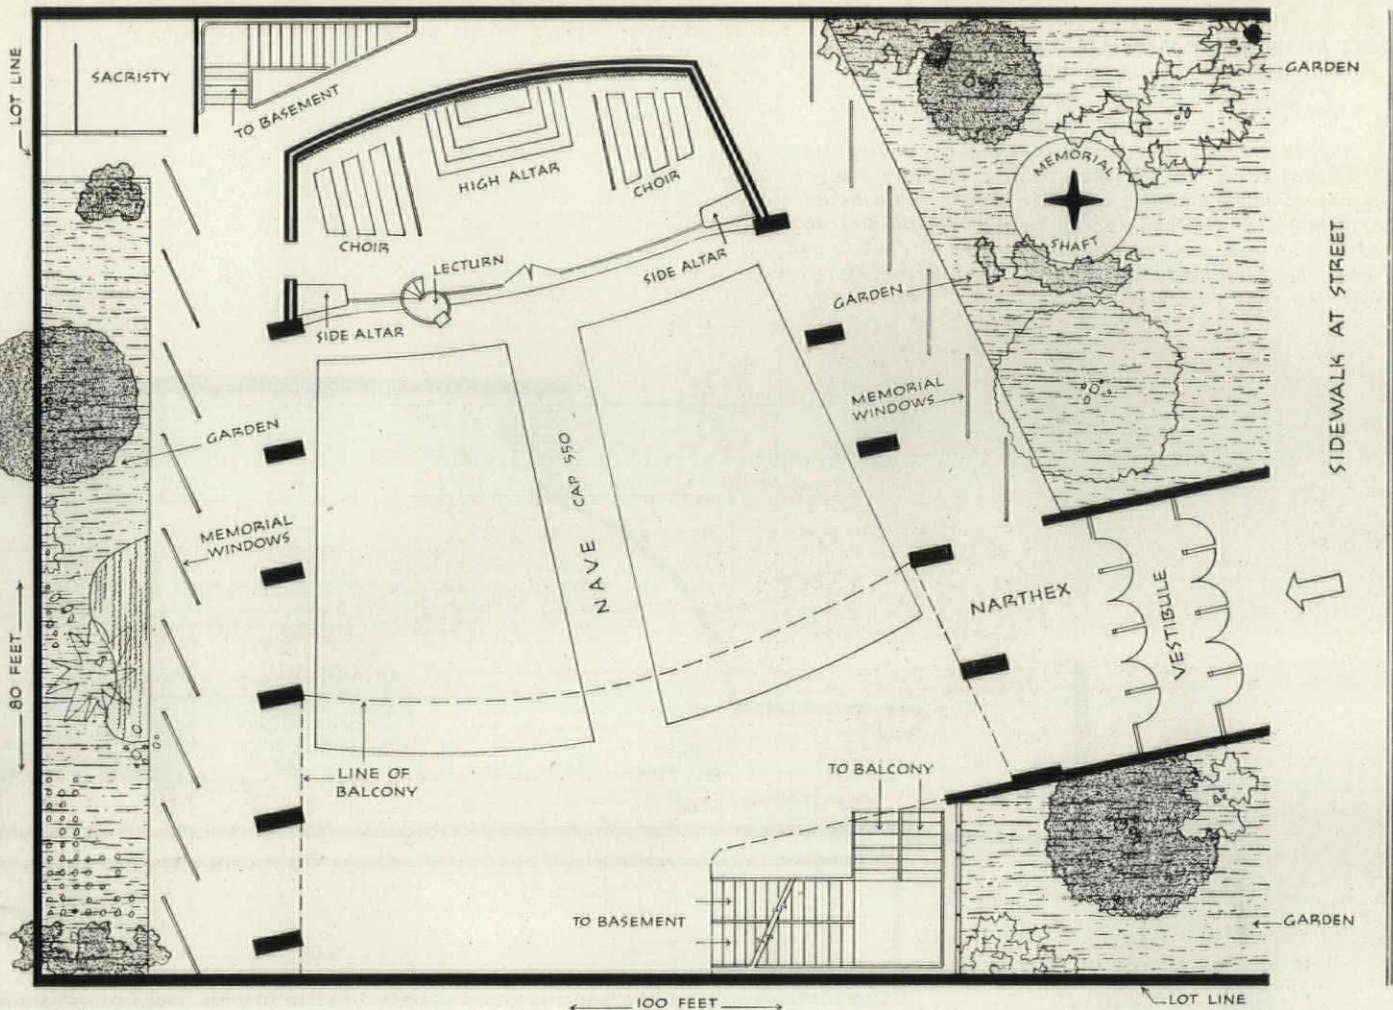 LOT LINE
SACRISTY
TO BASEMENT
HIGH ALTAR
CHOIR
CHOIR
LECTURN
SIDE ALTAR
SIDE ALTAR
GARDEN
MEMORIAL
SHAFT
GARDEN
MEMORIAL
WINDOWS
SIDEWALK AT STREET
GARDEN
MEMORIAL
WINDOWS
NAVE CAP 550
NARTHEX
VESTIBULE
80 FEET
LINE OF
BALCONY
TO BALCONY
TO BASEMENT
GARDEN
100 FEET
LOT LINE